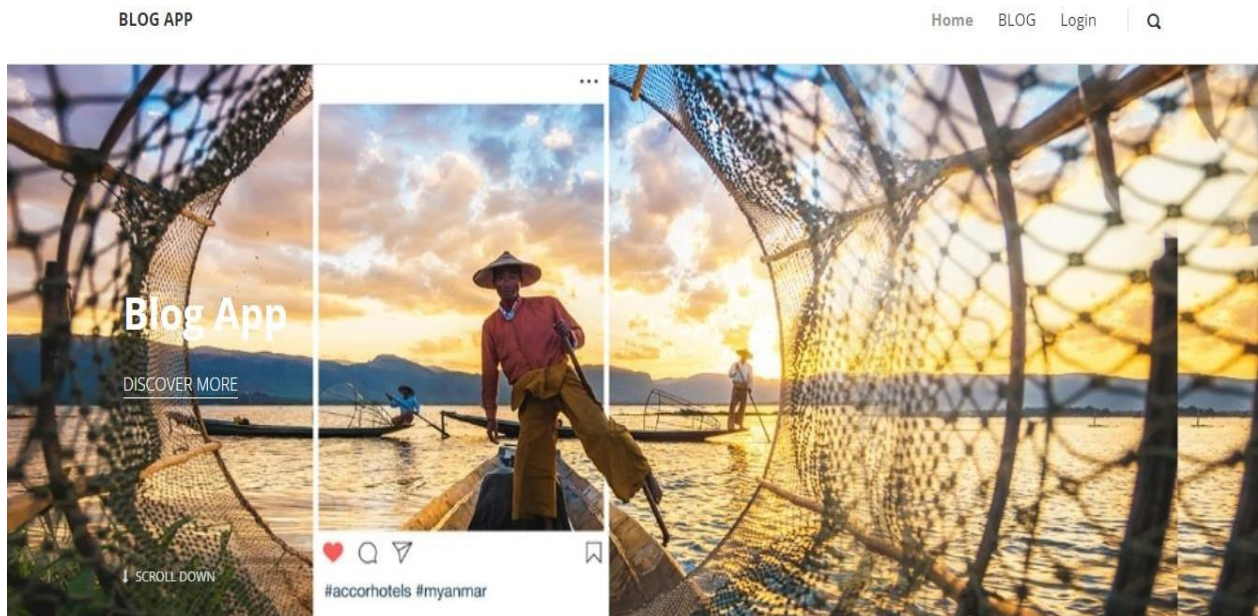 BLOG APP
Home BLOG Login
Blog App
DISCOVER MORE
SCROLL DOWN
#accorhotels #myanmar